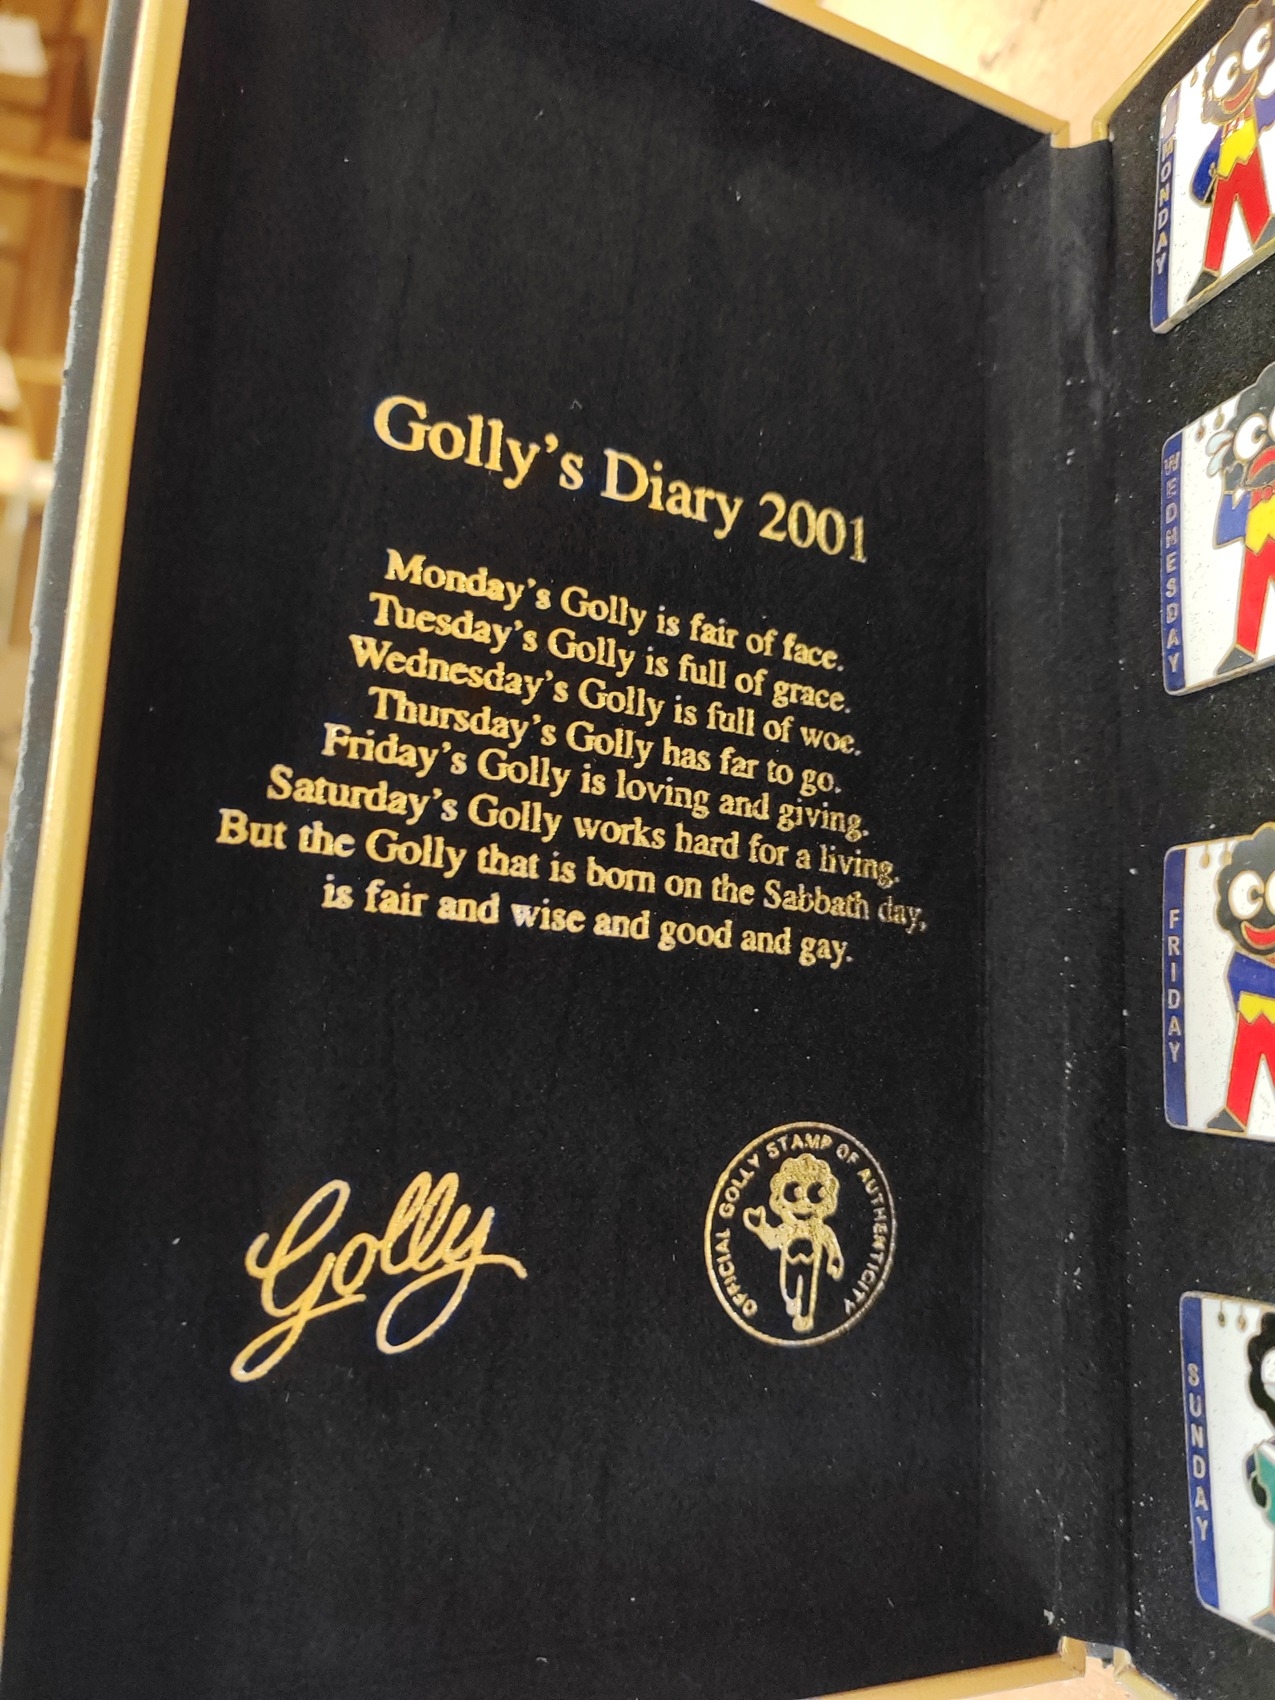 Golly's Diary 2001
Monday's Golly is fair of face.
Tuesday's Golly is full of grace.
Wednesday's Golly is full of woe.
Thursday's Golly has far to go.
Friday's Golly is loving and giving.
Saturday's Golly works hard for a living.
But the Golly that is born on the Sabbath day,
is fair and wise and good and gay.
Golly
OFFICIAL GOLLY STAMP OF AUTHENTICITY
MONDAY
WEDNESDAY
FRIDAY
SUNDAY